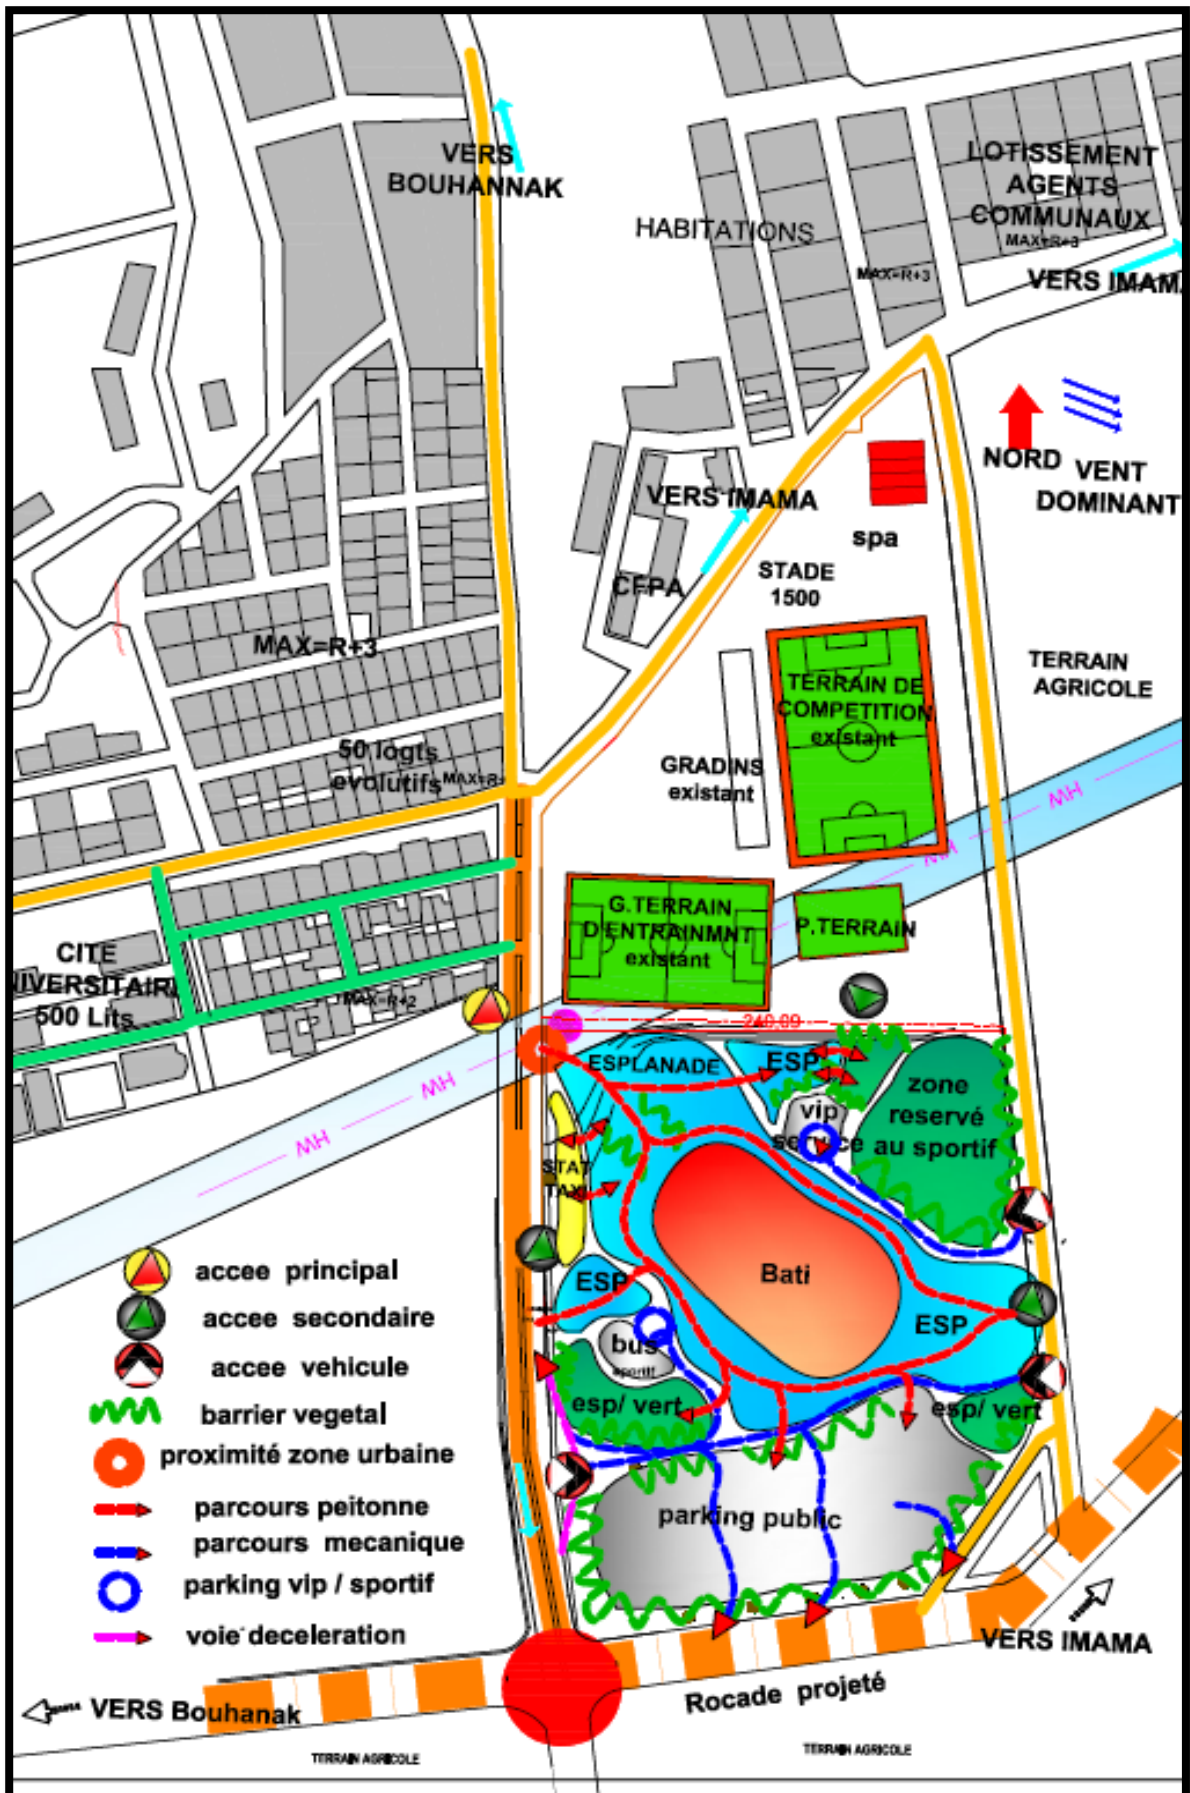 VERS
BOUHANNAK
HABITATIONS
LOTISSEMENT
AGENTS
COMMUNAUX
MAX=R+3
MAX=R+3
VERS IMAMA
NORD
VENT
DOMINANT
VERS IMAMA
spa
CFPA
STADE
1500
MAX=R+3
TERRAIN
AGRICOLE
TERRAIN DE
COMPETITION
existant
50 logts
evolutifs
GRADINS
existant
MH
MH
G.TERRAIN
D'ENTRAINMNT
existant
P.TERRAIN
CITE
NIVERSITAIR
500 Lits
MAX=R+2
240.09
ESPLANADE
ESP
zone
reservé
au sportif
vip
service
MH
MH
STAT
TAXI
Bati
ESP
ESP
bus
sportif
esp/ vert
esp/ vert
parking public
accee principal
accee secondaire
accee vehicule
barrier vegetal
proximité zone urbaine
parcours peitonne
parcours mecanique
parking vip / sportif
voie deceleration
VERS IMAMA
VERS Bouhanak
Rocade projeté
TERRAIN AGRICOLE
TERRAIN AGRICOLE